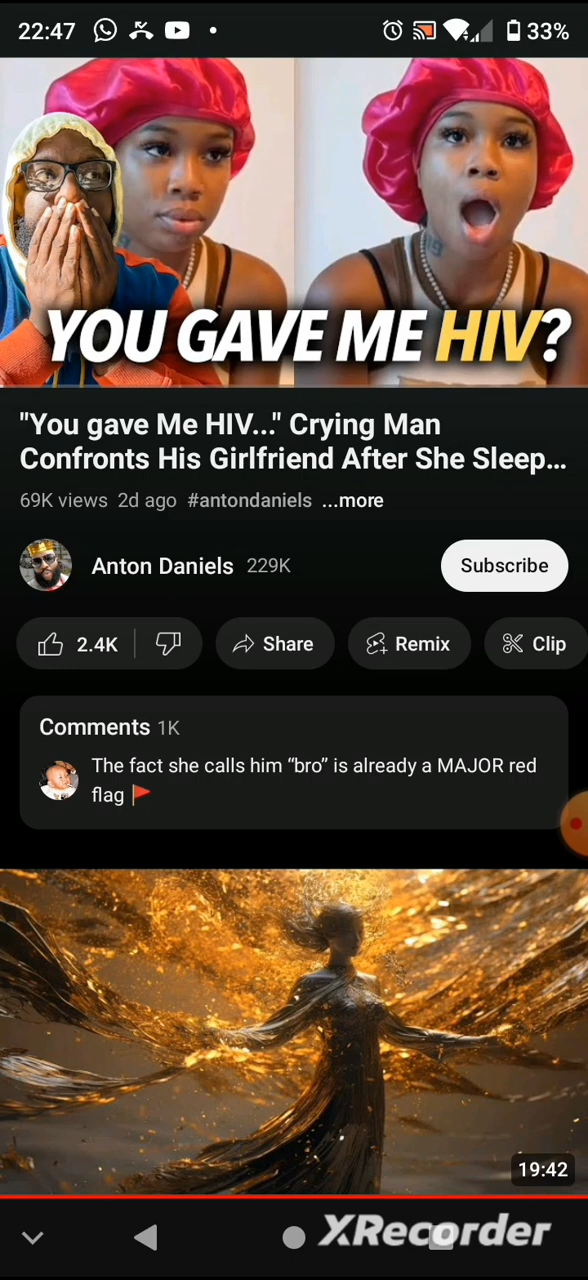 22:47
33%
YOU GAVE ME HIV?
"You gave Me HIV..." Crying Man
Confronts His Girlfriend After She Sleep...
69K views 2d ago #antondaniels ...more
Anton Daniels 229K
Subscribe
2.4K
Share
Remix
Clip
Comments 1K
The fact she calls him “bro” is already a MAJOR red
flag 🚩
19:42
XRecorder